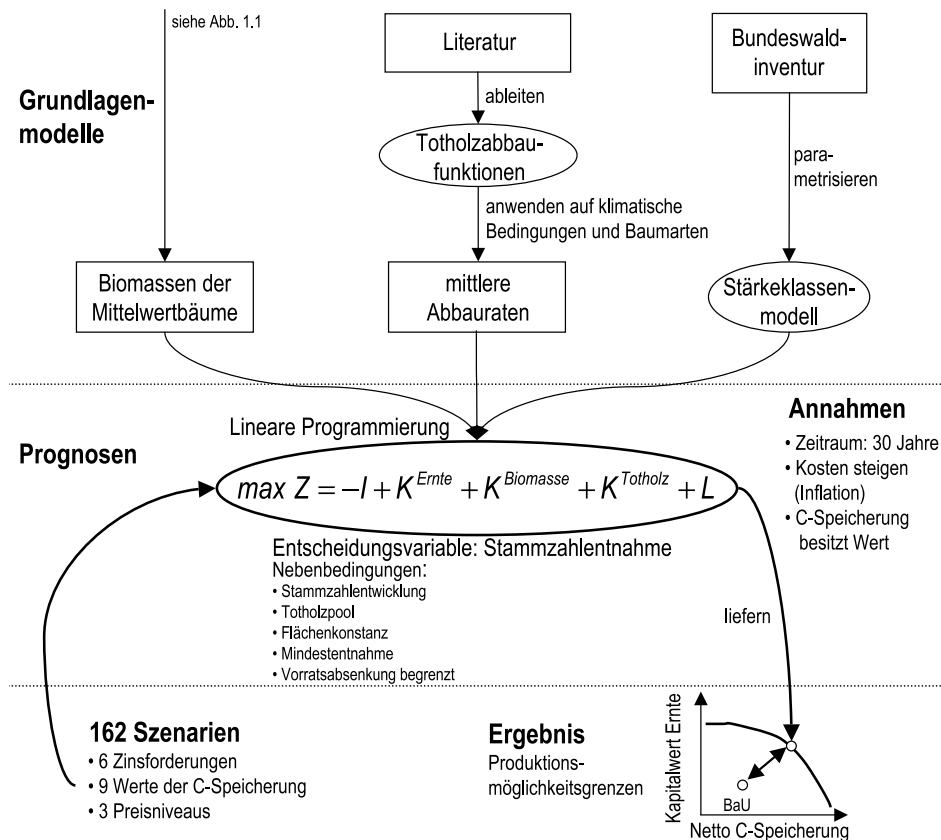 siehe Abb. 1.1
Literatur
Bundeswald-
inventur
Grundlagen-
modelle
ableiten
Totholzabbau-
funktionen
para-
metrisieren
anwenden auf klimatische
Bedingungen und Baumarten
Biomassen der
Mittelwertbäume
mittlere
Abbauraten
Stärkeklassen-
modell
Prognosen
Lineare Programmierung
max Z = −I + K^Ernte + K^Biomasse + K^Totholz + L
Entscheidungsvariable: Stammzahlentnahme
Nebenbedingungen:
• Stammzahlentwicklung
• Totholzpool
• Flächenkonstanz
• Mindestentnahme
• Vorratsabsenkung begrenzt
Annahmen
• Zeitraum: 30 Jahre
• Kosten steigen
(Inflation)
• C-Speicherung
besitzt Wert
liefern
162 Szenarien
• 6 Zinsforderungen
• 9 Werte der C-Speicherung
• 3 Preisniveaus
Ergebnis
Produktions-
möglichkeitsgrenzen
Kapitalwert Ernte
BaU
Netto C-Speicherung